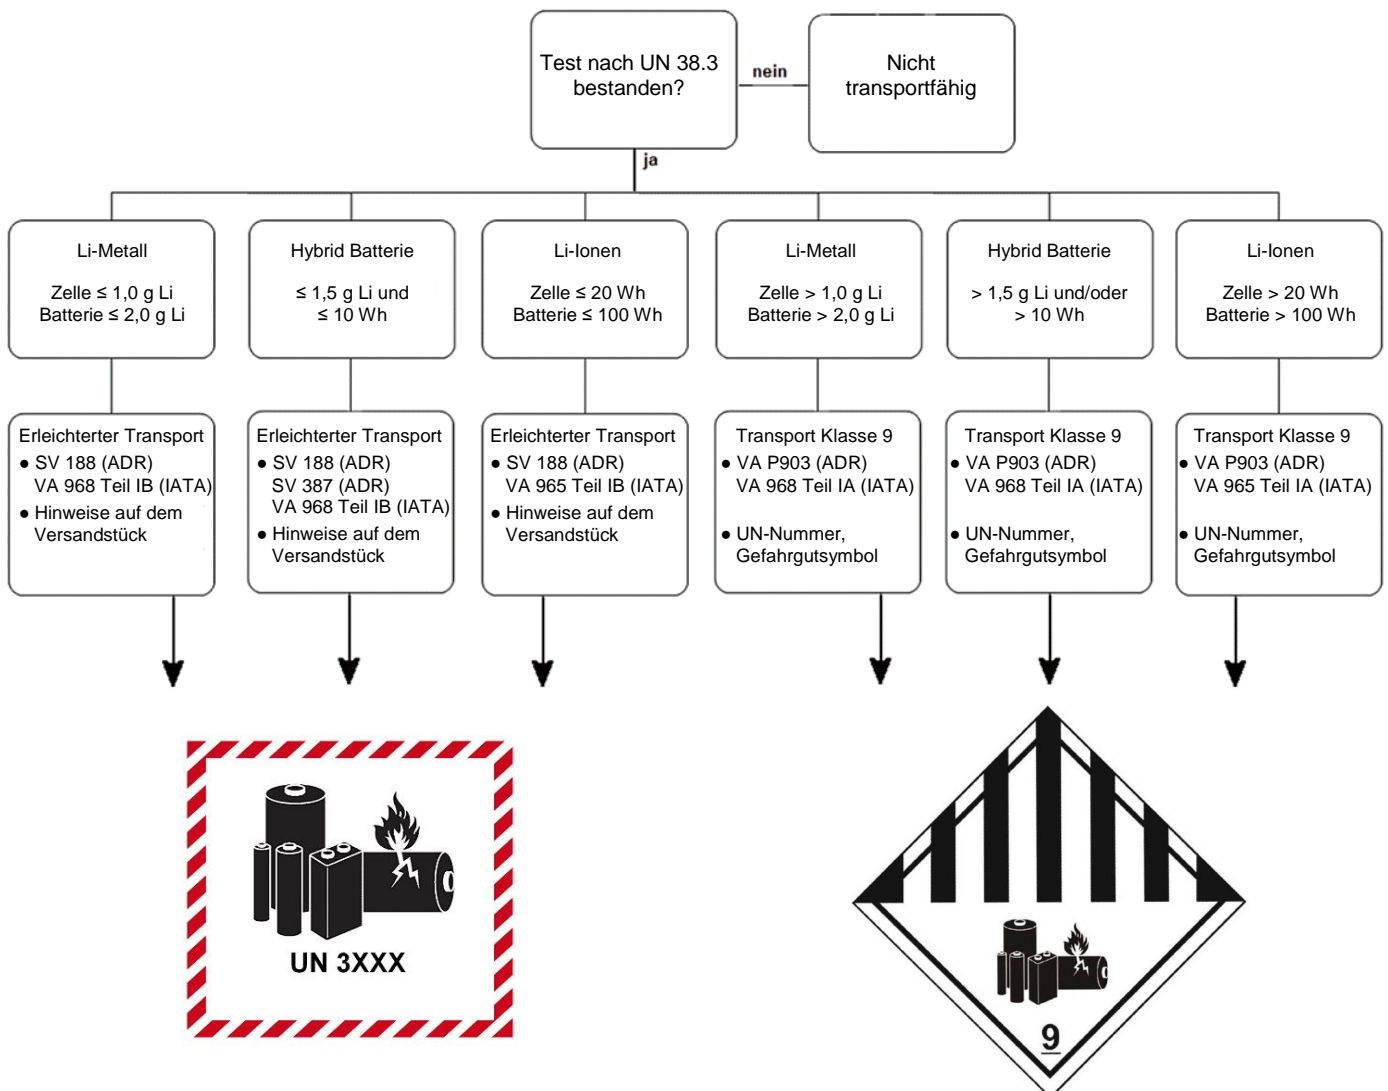 Test nach UN 38.3
bestanden?
nein
Nicht
transportfähig
ja
Li-Metall
Zelle ≤ 1,0 g Li
Batterie ≤ 2,0 g Li
Hybrid Batterie
≤ 1,5 g Li und
≤ 10 Wh
Li-Ionen
Zelle ≤ 20 Wh
Batterie ≤ 100 Wh
Li-Metall
Zelle > 1,0 g Li
Batterie > 2,0 g Li
Hybrid Batterie
> 1,5 g Li und/oder
> 10 Wh
Li-Ionen
Zelle > 20 Wh
Batterie > 100 Wh
Erleichterter Transport
● SV 188 (ADR)
VA 968 Teil IB (IATA)
● Hinweise auf dem
Versandstück
Erleichterter Transport
● SV 188 (ADR)
SV 387 (ADR)
VA 968 Teil IB (IATA)
● Hinweise auf dem
Versandstück
Erleichterter Transport
● SV 188 (ADR)
VA 965 Teil IB (IATA)
● Hinweise auf dem
Versandstück
Transport Klasse 9
● VA P903 (ADR)
VA 968 Teil IA (IATA)
● UN-Nummer,
Gefahrgutsymbol
Transport Klasse 9
● VA P903 (ADR)
VA 968 Teil IA (IATA)
● UN-Nummer,
Gefahrgutsymbol
Transport Klasse 9
● VA P903 (ADR)
VA 965 Teil IA (IATA)
● UN-Nummer,
Gefahrgutsymbol
UN 3XXX
9